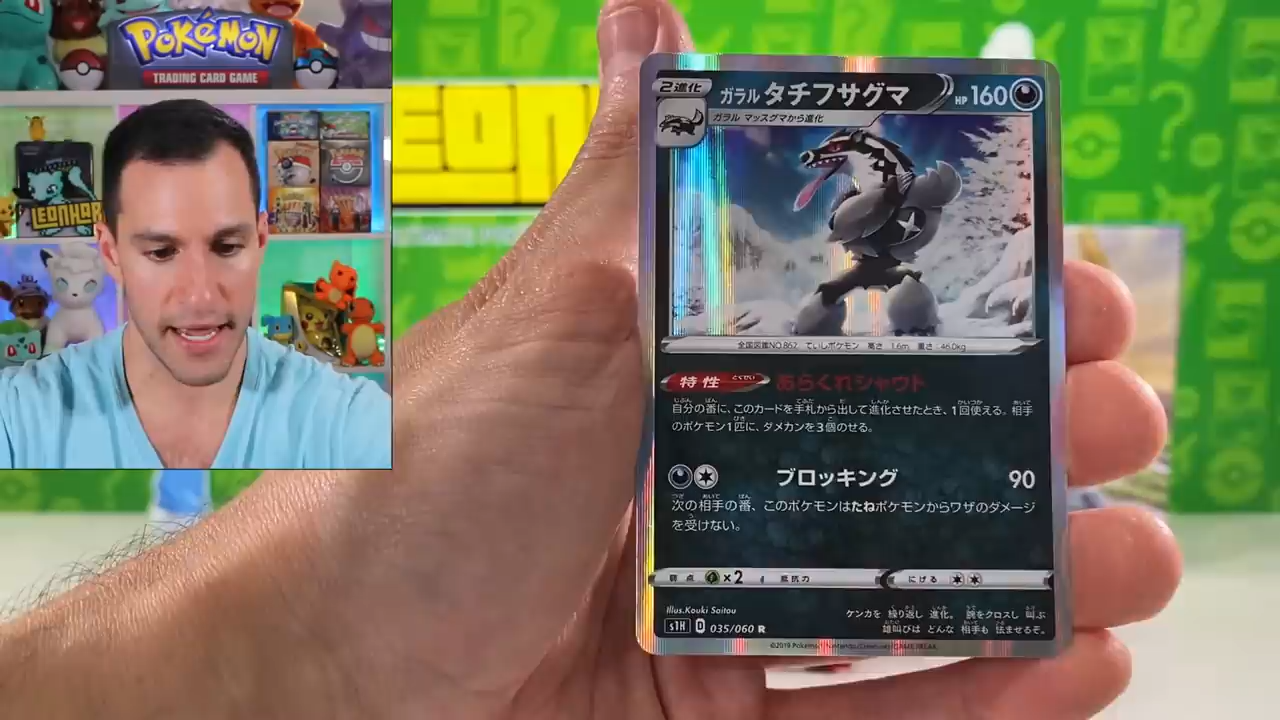 POKéMON
TRADING CARD GAME
LEONHAR
2進化
ガラル タチフサグマ
HP 160
ガラル マッスグマから進化
全国図鑑NO.862 ていしポケモン 高さ:1.6m 重さ:46.0kg
特性 とくせい あらくれシャウト
自分の番に、このカードを手札から出して進化させたとき、1回使える。相手
のポケモン1匹に、ダメカンを3個のせる。
ブロッキング 90
次の相手の番、このポケモンはたねポケモンからワザのダメージ
を受けない。
弱点 ×2 抵抗力 にげる
Illus.Kouki Saitou
ケンカを 繰り返し 進化。 腕をクロスし 叫ぶ
雄叫びは どんな 相手も 怯ませるぞ。
s1H D 035/060 R